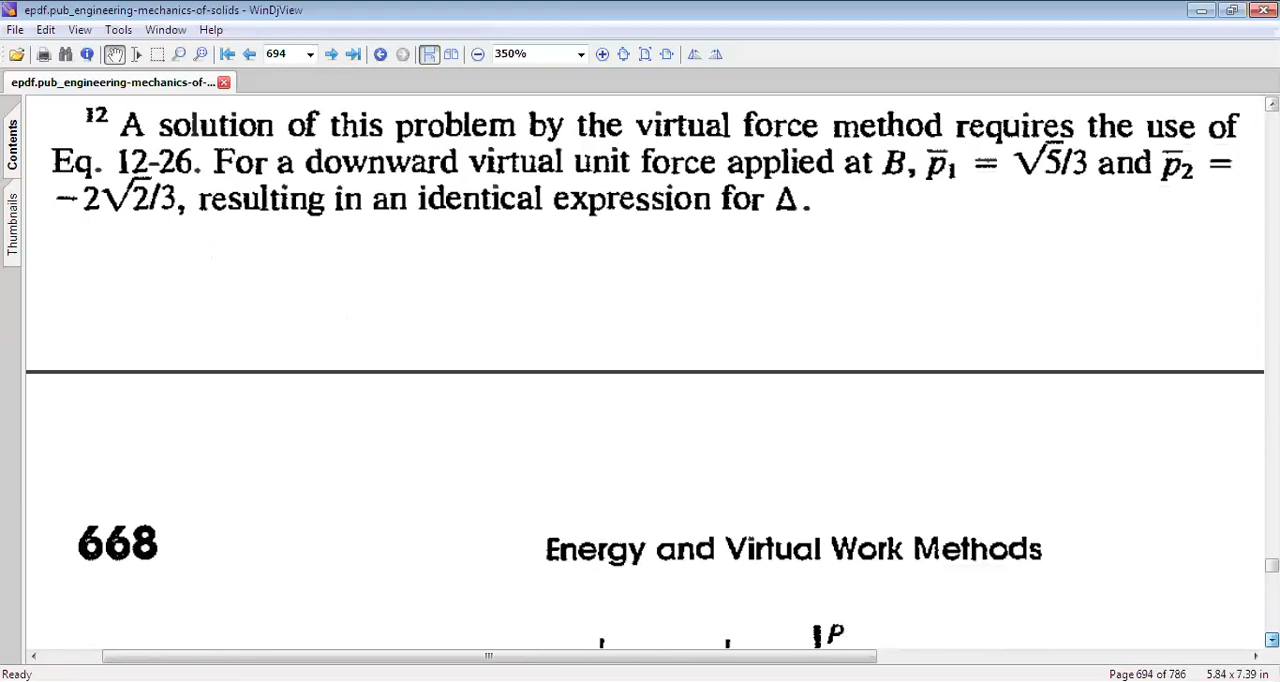 epdf.pub_engineering-mechanics-of-solids - WinDjView
File Edit View Tools Window Help
694 350%
epdf.pub_engineering-mechanics-of-...
Contents
Thumbnails
12 A solution of this problem by the virtual force method requires the use of
Eq. 12-26. For a downward virtual unit force applied at B, p̅₁ = √5/3 and p̅₂ =
−2√2/3, resulting in an identical expression for Δ.
668 Energy and Virtual Work Methods
P
Ready Page 694 of 786 5.84 x 7.39 in